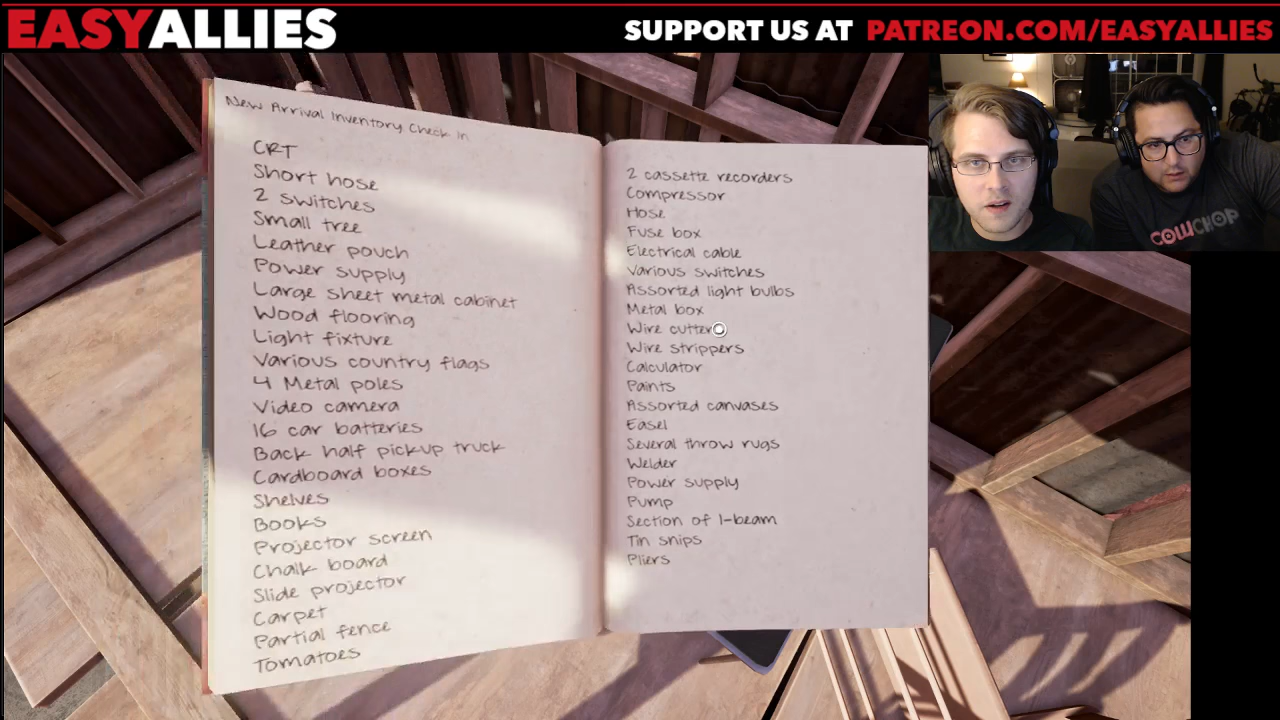 EASYALLIES
SUPPORT US AT PATREON.COM/EASYALLIES
New Arrival Inventory Check In
CRT
Short hose
2 switches
Small tree
Leather pouch
Power supply
Large sheet metal cabinet
Wood flooring
Light fixture
Various country flags
4 Metal poles
Video camera
16 car batteries
Back half pickup truck
Cardboard boxes
Shelves
Books
Projector screen
Chalk board
Slide projector
Carpet
Partial fence
Tomatoes
2 cassette recorders
Compressor
Hose
Fuse box
Electrical cable
Various switches
Assorted light bulbs
Metal box
Wire cutter
Wire strippers
Calculator
Paints
Assorted canvases
Easel
Several throw rugs
Welder
Power supply
Pump
Section of I-beam
Tin snips
Pliers
COWCHOP